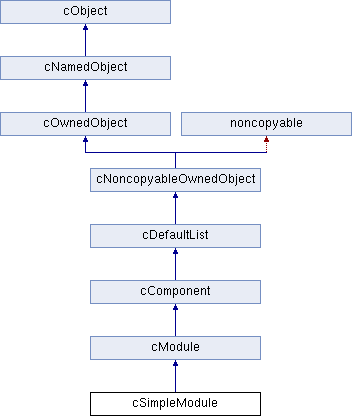 cObject
cNamedObject
cOwnedObject
noncopyable
cNoncopyableOwnedObject
cDefaultList
cComponent
cModule
cSimpleModule